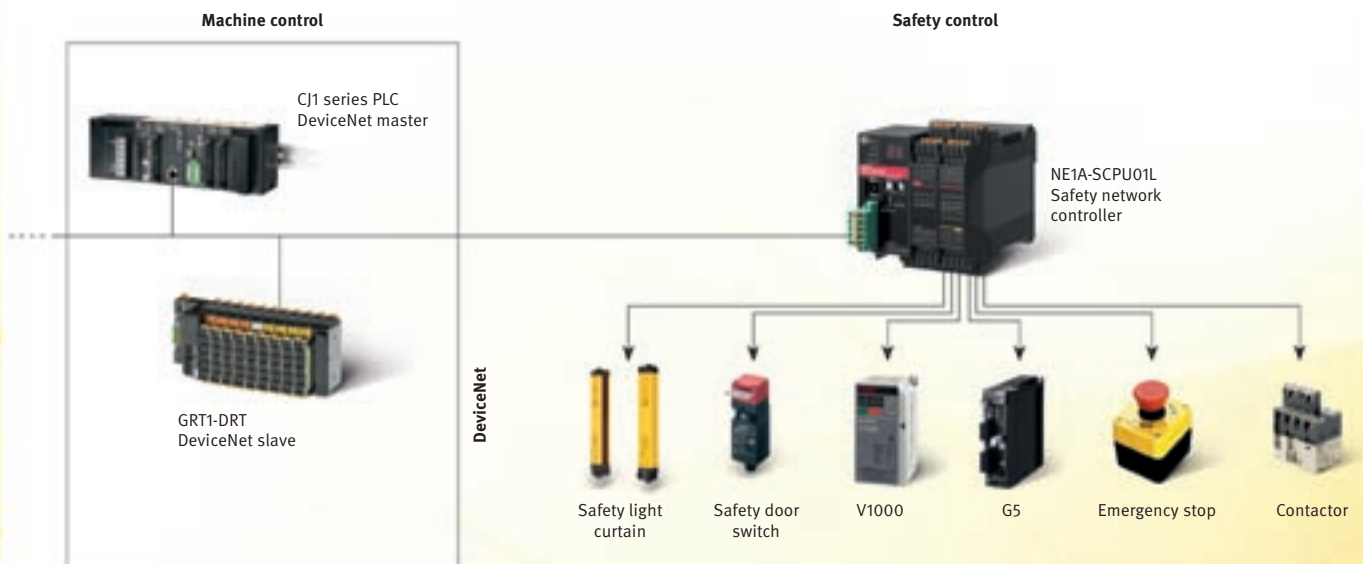 Machine control
Safety control
CJ1 series PLC
DeviceNet master
NE1A-SCPU01L
Safety network
controller
GRT1-DRT
DeviceNet slave
DeviceNet
Safety light
curtain
Safety door
switch
V1000
G5
Emergency stop
Contactor